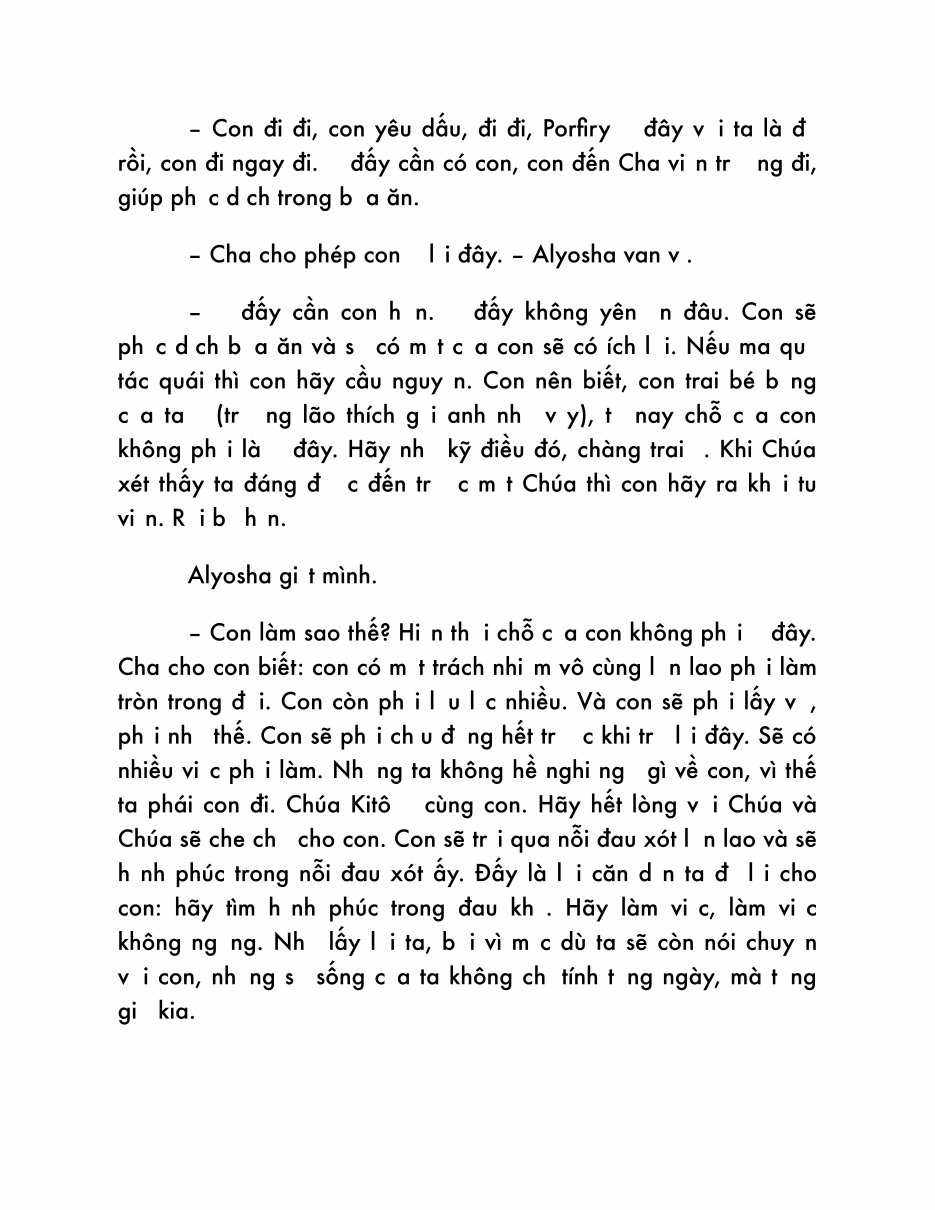 – Con đi đi, con yêu dấu, đi đi, Porfiry   đây v i ta là đ
rồi, con đi ngay đi.   đấy cần có con, con đến Cha vi n tr  ng đi,
giúp ph c d ch trong b a ăn.
– Cha cho phép con   l i đây. – Alyosha van v .
–   đấy cần con h n.   đấy không yên  n đâu. Con sẽ
ph c d ch b a ăn và s  có m t c a con sẽ có ích l i. Nếu ma qu
tác quái thì con hãy cầu nguy n. Con nên biết, con trai bé b ng
c a ta  (tr  ng lão thích g i anh nh  v y), t  nay chỗ c a con
không ph i là   đây. Hãy nh  kỹ điều đó, chàng trai  . Khi Chúa
xét thấy ta đáng đ  c đến tr  c m t Chúa thì con hãy ra kh i tu
vi n. R i b  h n.
Alyosha gi t mình.
– Con làm sao thế? Hi n th i chỗ c a con không ph i   đây.
Cha cho con biết: con có m t trách nhi m vô cùng l n lao ph i làm
tròn trong đ i. Con còn ph i l u l c nhiều. Và con sẽ ph i lấy v ,
ph i nh  thế. Con sẽ ph i ch u đ ng hết tr  c khi tr  l i đây. Sẽ có
nhiều vi c ph i làm. Nh ng ta không hề nghi ng  gì về con, vì thế
ta phái con đi. Chúa Kitô   cùng con. Hãy hết lòng v i Chúa và
Chúa sẽ che ch  cho con. Con sẽ tr i qua nỗi đau xót l n lao và sẽ
h nh phúc trong nỗi đau xót ấy. Đấy là l i căn d n ta đ  l i cho
con: hãy tìm h nh phúc trong đau kh . Hãy làm vi c, làm vi c
không ng ng. Nh  lấy l i ta, b i vì m c dù ta sẽ còn nói chuy n
v i con, nh ng s  sống c a ta không ch  tính t ng ngày, mà t ng
gi  kia.